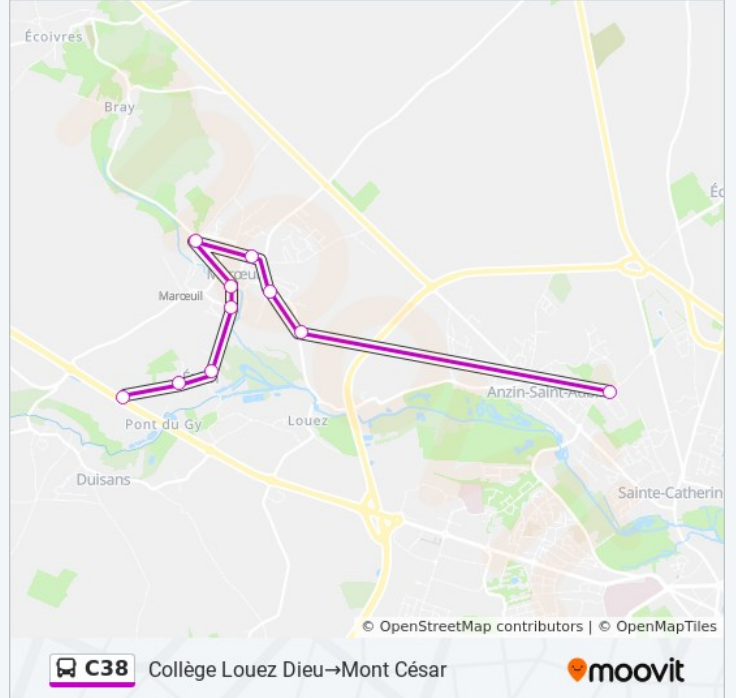 Écoivres
Bray
Marœuil
Pont du Gy
Louez
Duisans
Anzin-Saint-Aubin
Sainte-Catherin
© OpenStreetMap contributors | © OpenMapTiles
C38 Collège Louez Dieu→Mont César
moovit